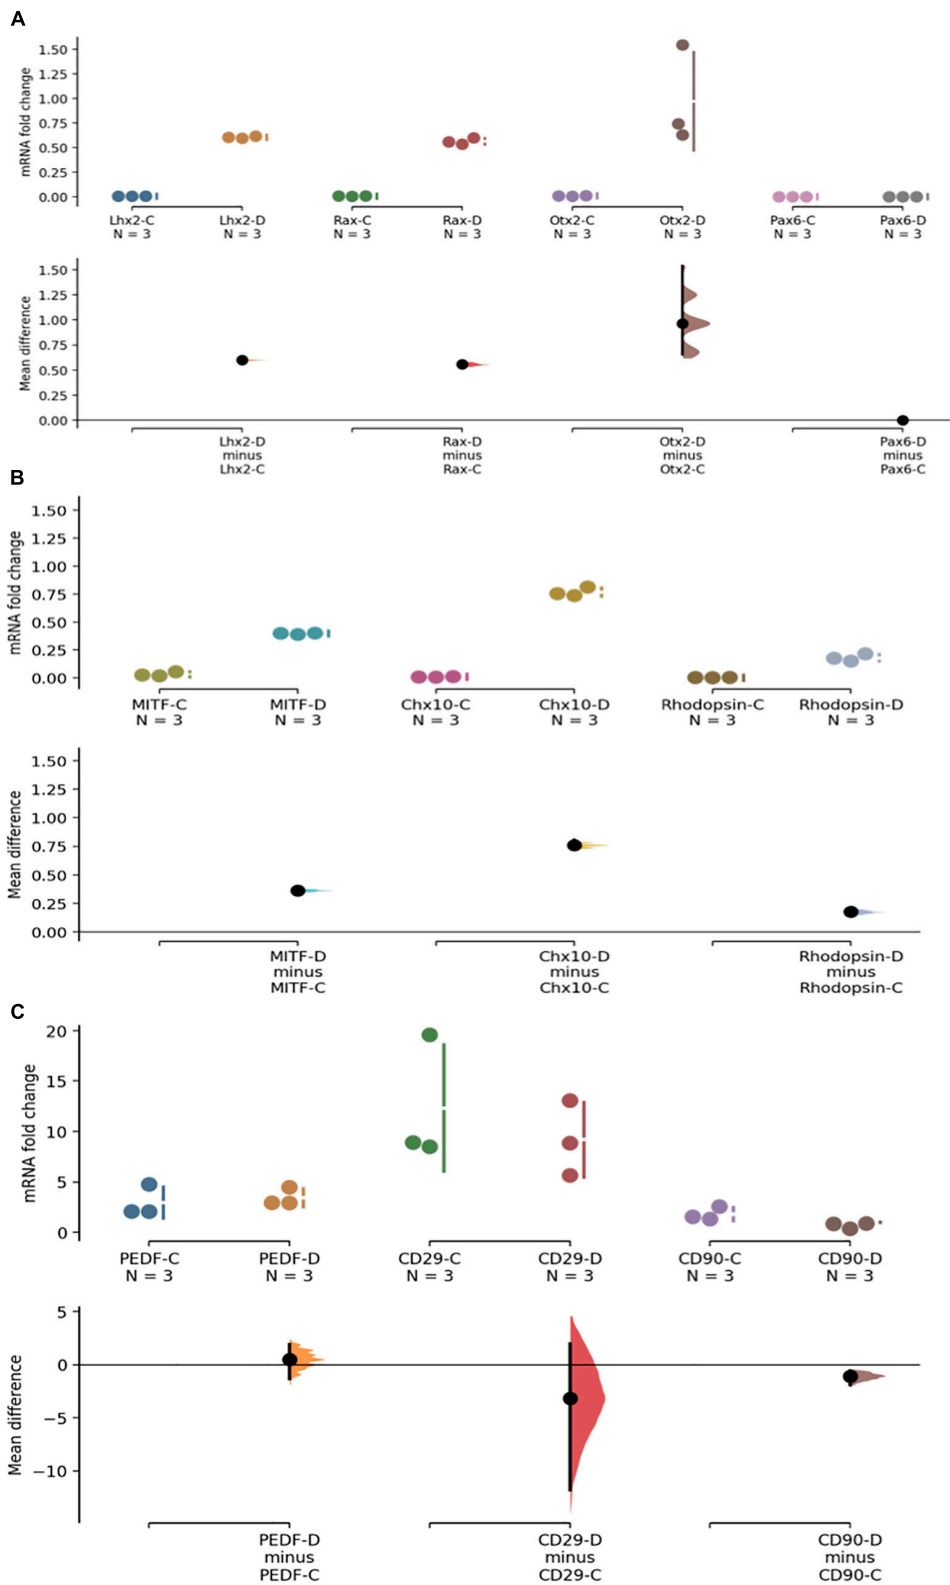 A
mRNA fold change
1.50
1.25
1.00
0.75
0.50
0.25
0.00
Lhx2-C Lhx2-D Rax-C Rax-D Otx2-C Otx2-D Pax6-C Pax6-D
N = 3 N = 3 N = 3 N = 3 N = 3 N = 3 N = 3 N = 3
Mean difference
1.50
1.25
1.00
0.75
0.50
0.25
0.00
Lhx2-D Rax-D Otx2-D Pax6-D
minus minus minus minus
Lhx2-C Rax-C Otx2-C Pax6-C
B
mRNA fold change
1.50
1.25
1.00
0.75
0.50
0.25
0.00
MITF-C MITF-D Chx10-C Chx10-D Rhodopsin-C Rhodopsin-D
N = 3 N = 3 N = 3 N = 3 N = 3 N = 3
Mean difference
1.50
1.25
1.00
0.75
0.50
0.25
0.00
MITF-D Chx10-D Rhodopsin-D
minus minus minus
MITF-C Chx10-C Rhodopsin-C
C
mRNA fold change
20
15
10
5
0
PEDF-C PEDF-D CD29-C CD29-D CD90-C CD90-D
N = 3 N = 3 N = 3 N = 3 N = 3 N = 3
Mean difference
5
0
−5
−10
PEDF-D CD29-D CD90-D
minus minus minus
PEDF-C CD29-C CD90-C